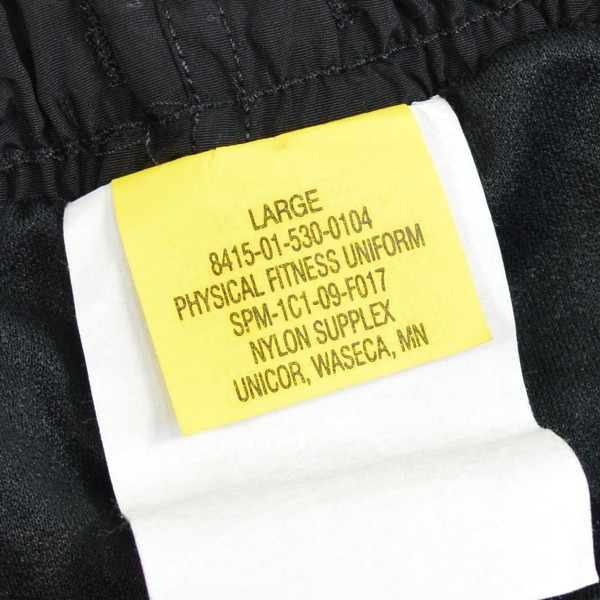 LARGE
8415-01-530-0104
PHYSICAL FITNESS UNIFORM
SPM-1C1-09-F017
NYLON SUPPLEX
UNICOR, WASECA, MN